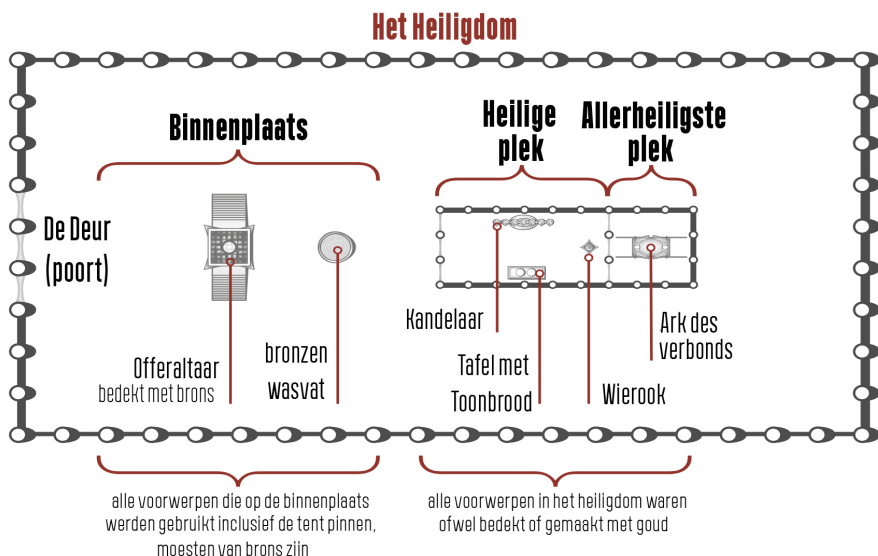 Het Heiligdom
Binnenplaats
Heilige
plek
Allerheiligste
plek
De Deur
(poort)
Offeraltaar
bedekt met brons
bronzen
wasvat
Kandelaar
Tafel met
Toonbrood
Wierook
Ark des
verbonds
alle voorwerpen die op de binnenplaats
werden gebruikt inclusief de tent pinnen,
moesten van brons zijn
alle voorwerpen in het heiligdom waren
ofwel bedekt of gemaakt met goud